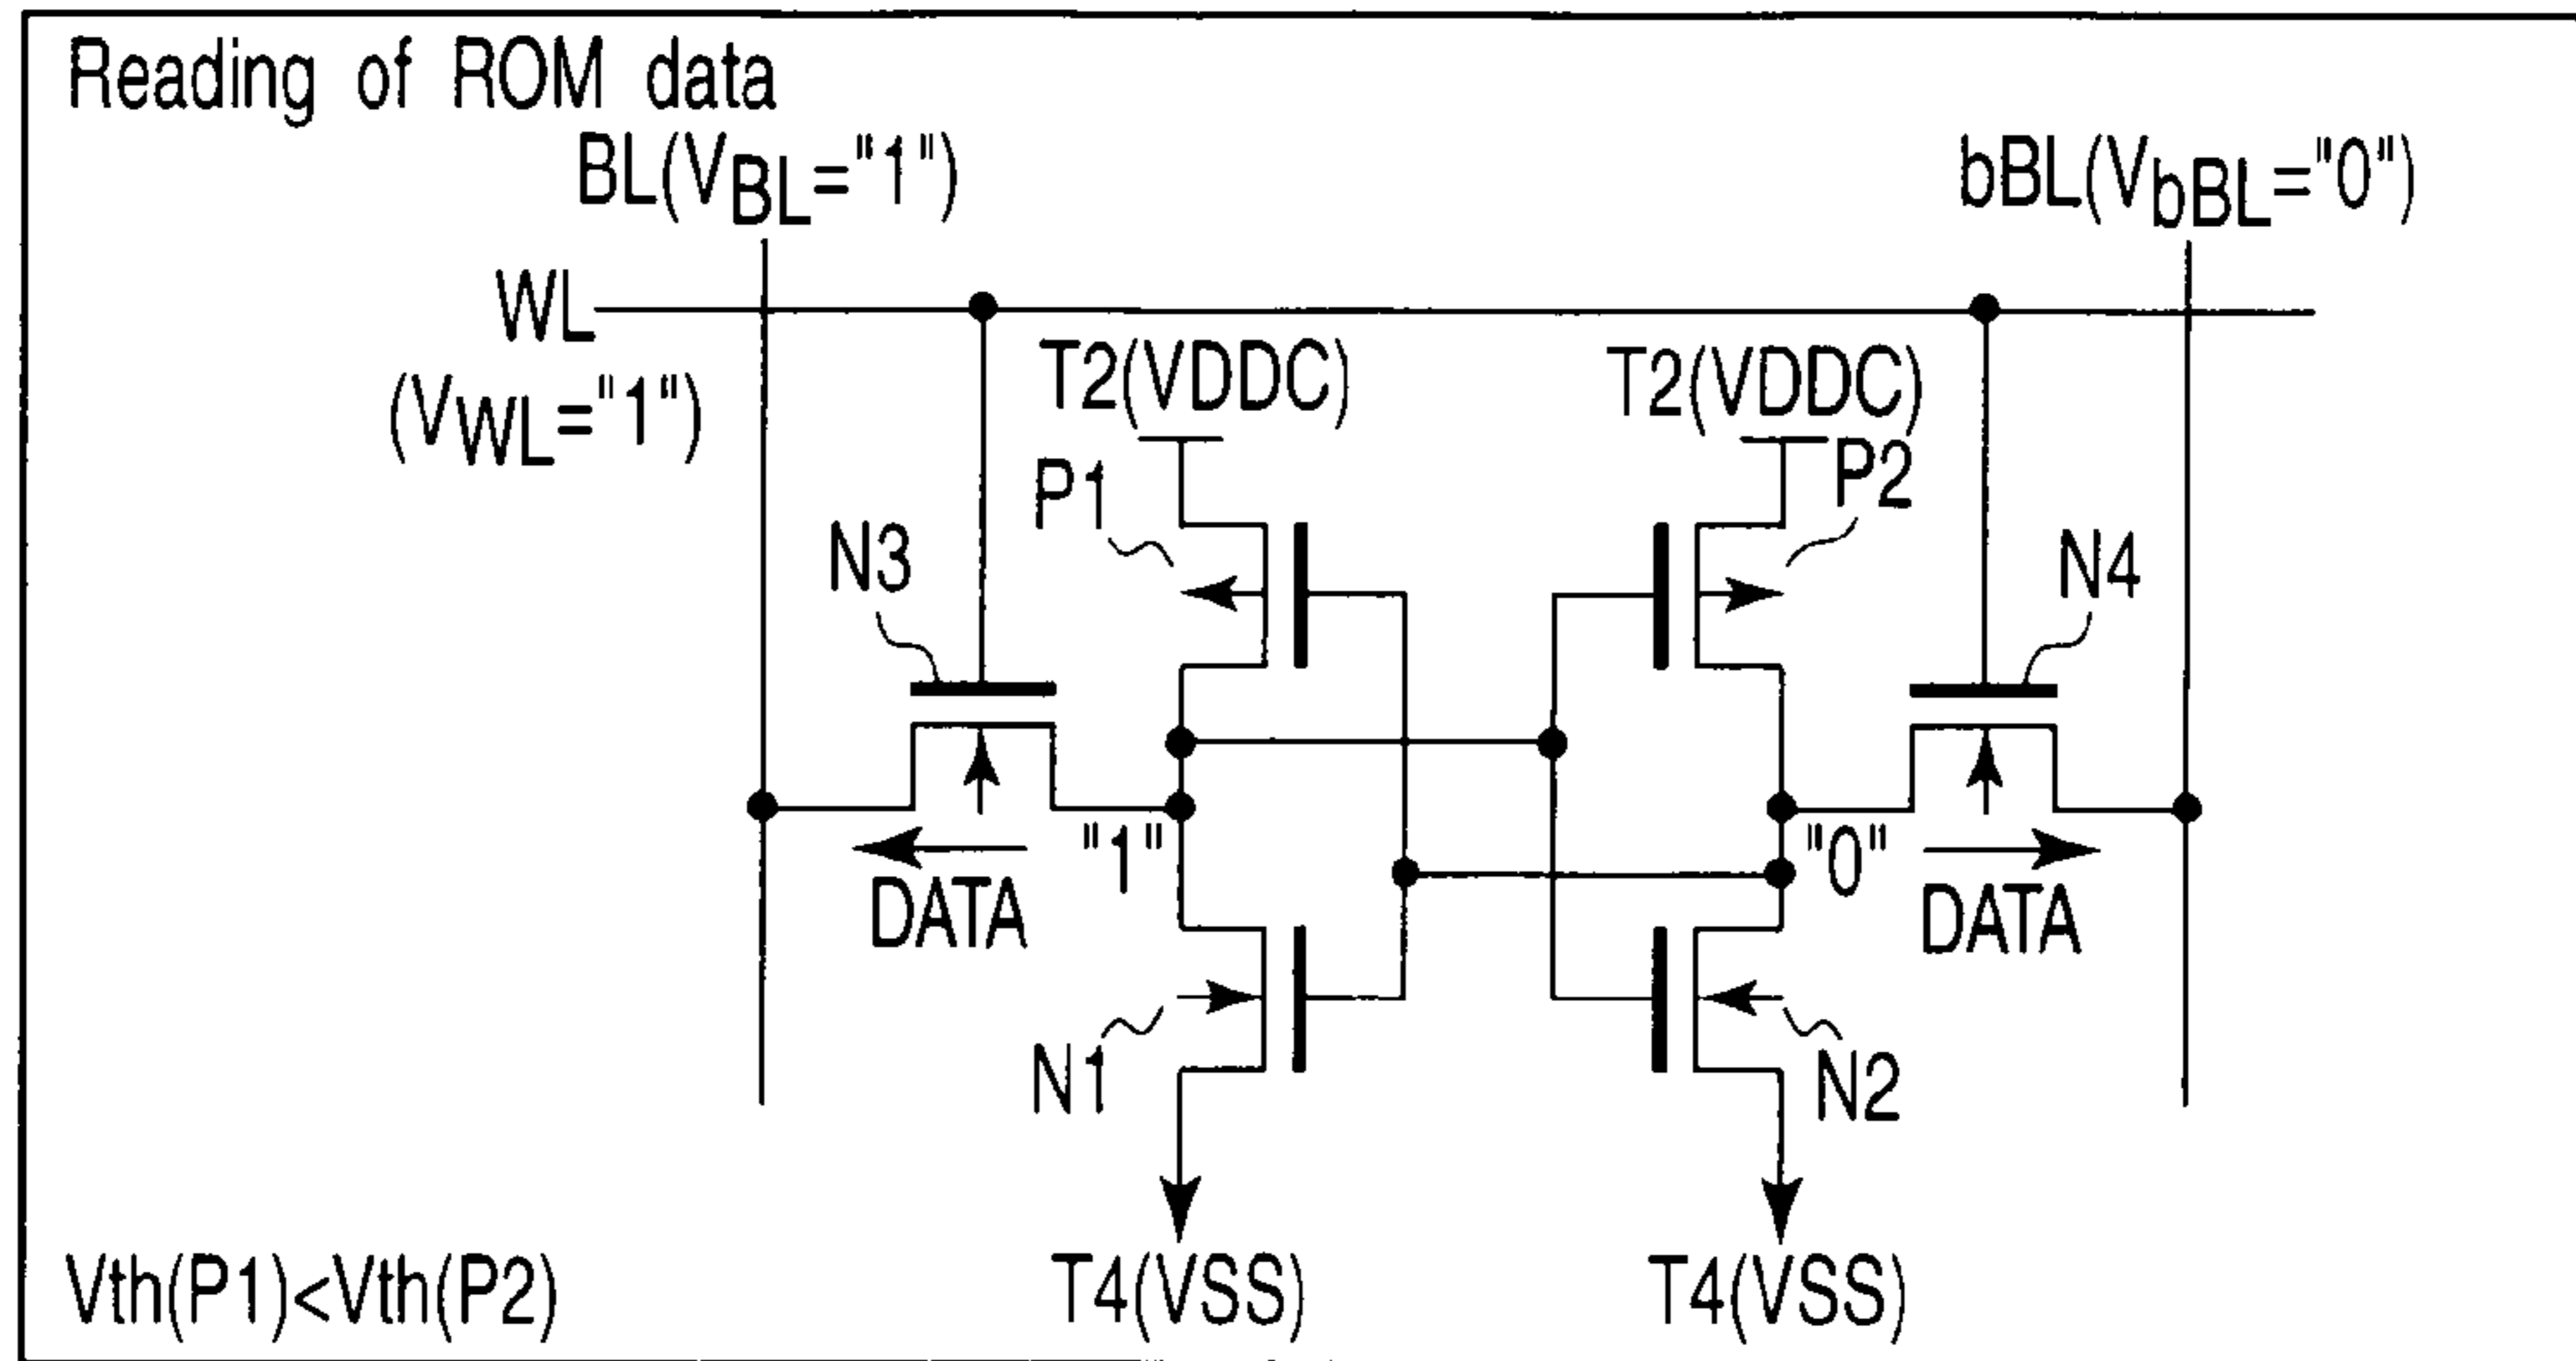 Reading of ROM data
BL(VBL="1")
bBL(VbBL="0")
WL
(VWL="1")
T2(VDDC)
T2(VDDC)
P1
P2
N3
N4
"1"
"0"
DATA
DATA
N1
N2
T4(VSS)
T4(VSS)
Vth(P1)<Vth(P2)